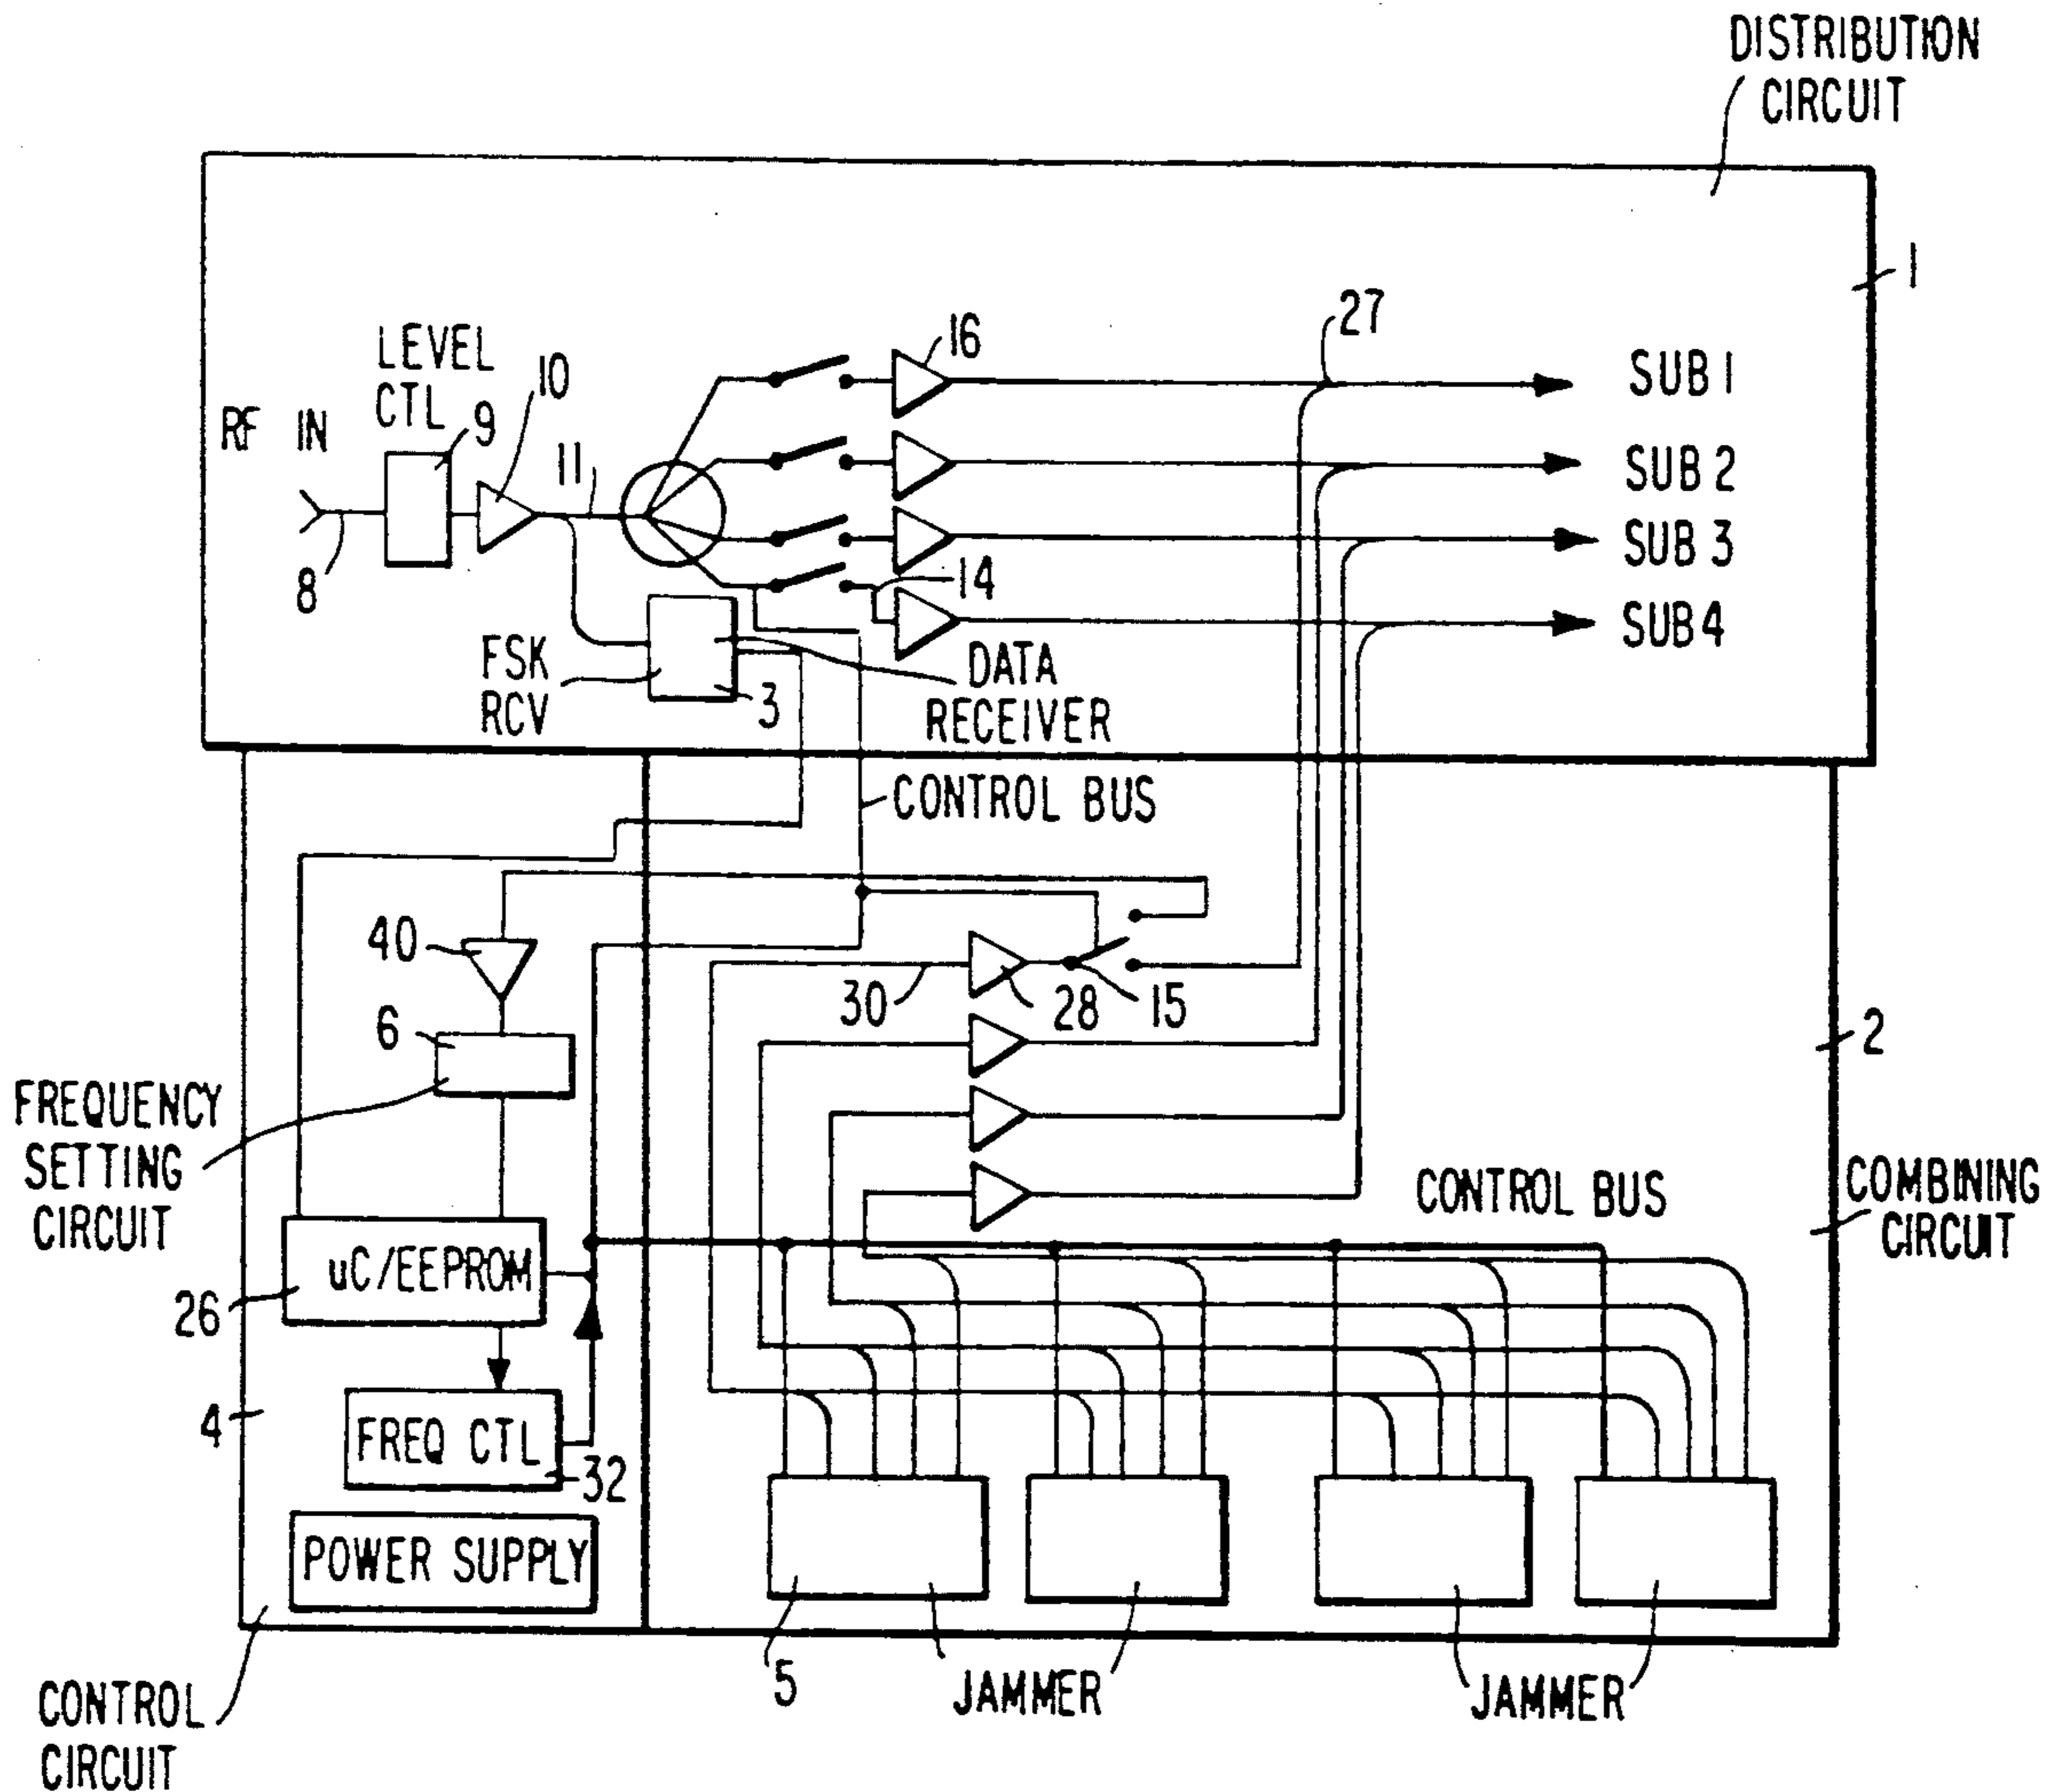 DISTRIBUTION
CIRCUIT
1
27
16
LEVEL
CTL
10
SUB 1
RF IN
9
11
SUB 2
SUB 3
8
14
SUB 4
FSK
RCV
3
DATA
RECEIVER
CONTROL BUS
40
30
28
15
6
2
FREQUENCY
SETTING
CIRCUIT
CONTROL BUS
COMBINING
CIRCUIT
uC/EEPROM
26
4
FREQ CTL
32
POWER SUPPLY
5
JAMMER
JAMMER
CONTROL
CIRCUIT